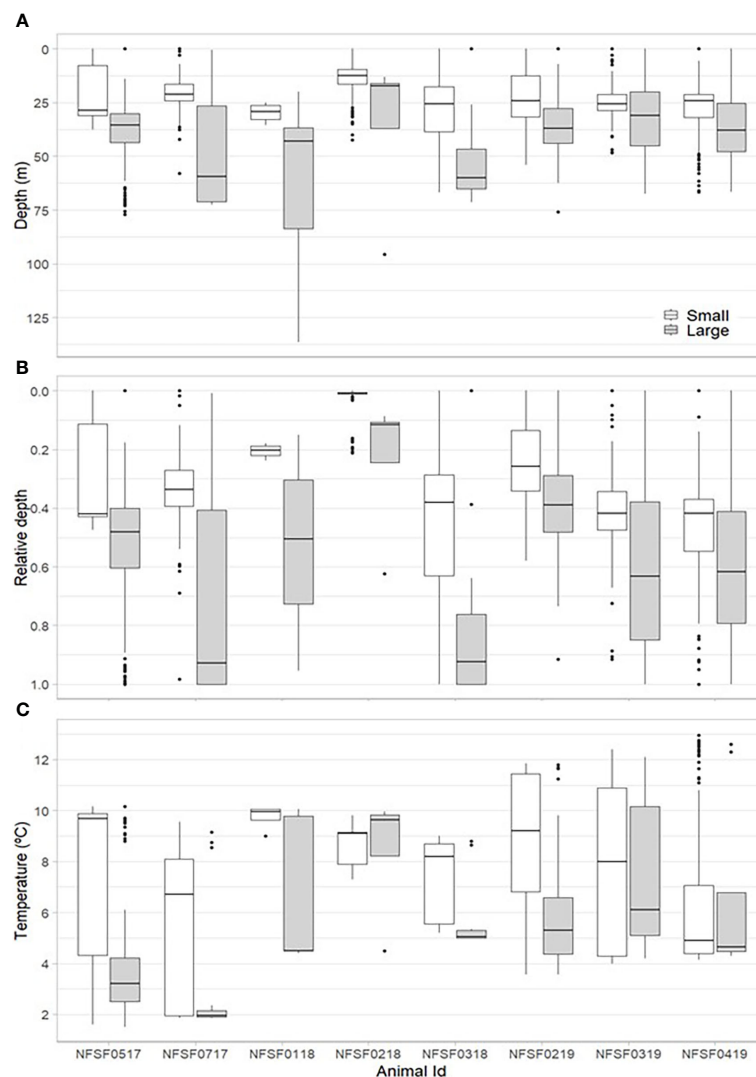 A
0
25
50
75
100
125
Depth (m)
Small
Large
B
0.0
0.2
0.4
0.6
0.8
1.0
Relative depth
C
12
10
8
6
4
2
Temperature (ºC)
NFSF0517 NFSF0717 NFSF0118 NFSF0218 NFSF0318 NFSF0219 NFSF0319 NFSF0419
Animal Id